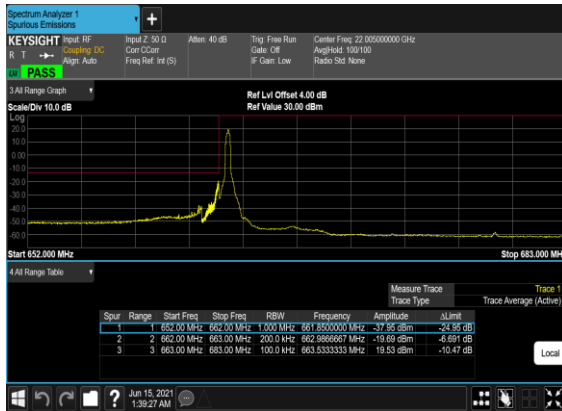 Spectrum Analyzer 1
Spurious Emissions
+
KEYSIGHT Input: RF Input Z: 50 Ω Atten: 40 dB Trig: Free Run Center Freq: 22.005000000 GHz
R T Coupling: DC Corr CCorr Gate: Off Avg|Hold: 100/100
Align: Auto Freq Ref: Int (S) IF Gain: Low Radio Std: None
PASS
3 All Range Graph
Ref Lvl Offset 4.00 dB
Scale/Div 10.0 dB Ref Value 30.00 dBm
Log
20.0
10.0
0.00
-10.0
-20.0
-30.0
-40.0
-50.0
-60.0
Start 652.000 MHz Stop 683.000 MHz
4 All Range Table
Measure Trace Trace 1
Trace Type Trace Average (Active)
Spur Range Start Freq Stop Freq RBW Frequency Amplitude ΔLimit
1 1 652.00 MHz 662.00 MHz 1.000 MHz 661.8500000 MHz -37.95 dBm -24.95 dB
2 2 662.00 MHz 663.00 MHz 200.0 kHz 662.9866667 MHz -19.69 dBm -6.691 dB
3 3 663.00 MHz 683.00 MHz 100.0 kHz 663.5333333 MHz 19.53 dBm -10.47 dB
Local
?
Jun 15, 2021
1:39:27 AM